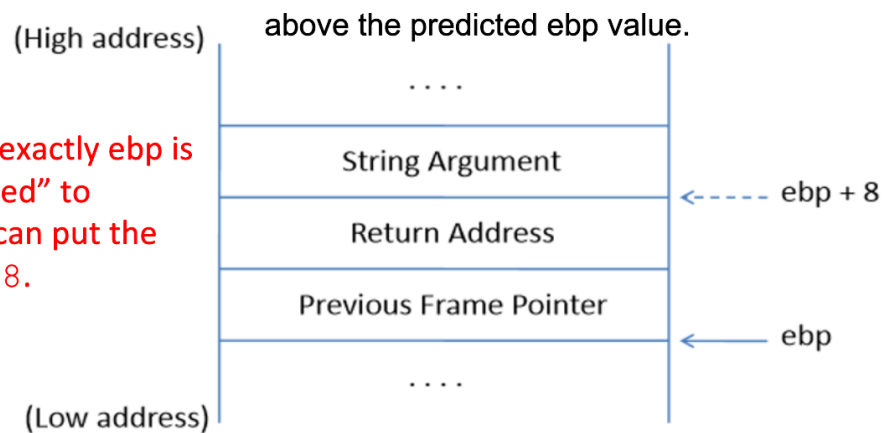 above the predicted ebp value.
(High address)
. . . .
exactly ebp is
ed” to
can put the
8.
String Argument
ebp + 8
Return Address
Previous Frame Pointer
ebp
. . . .
(Low address)